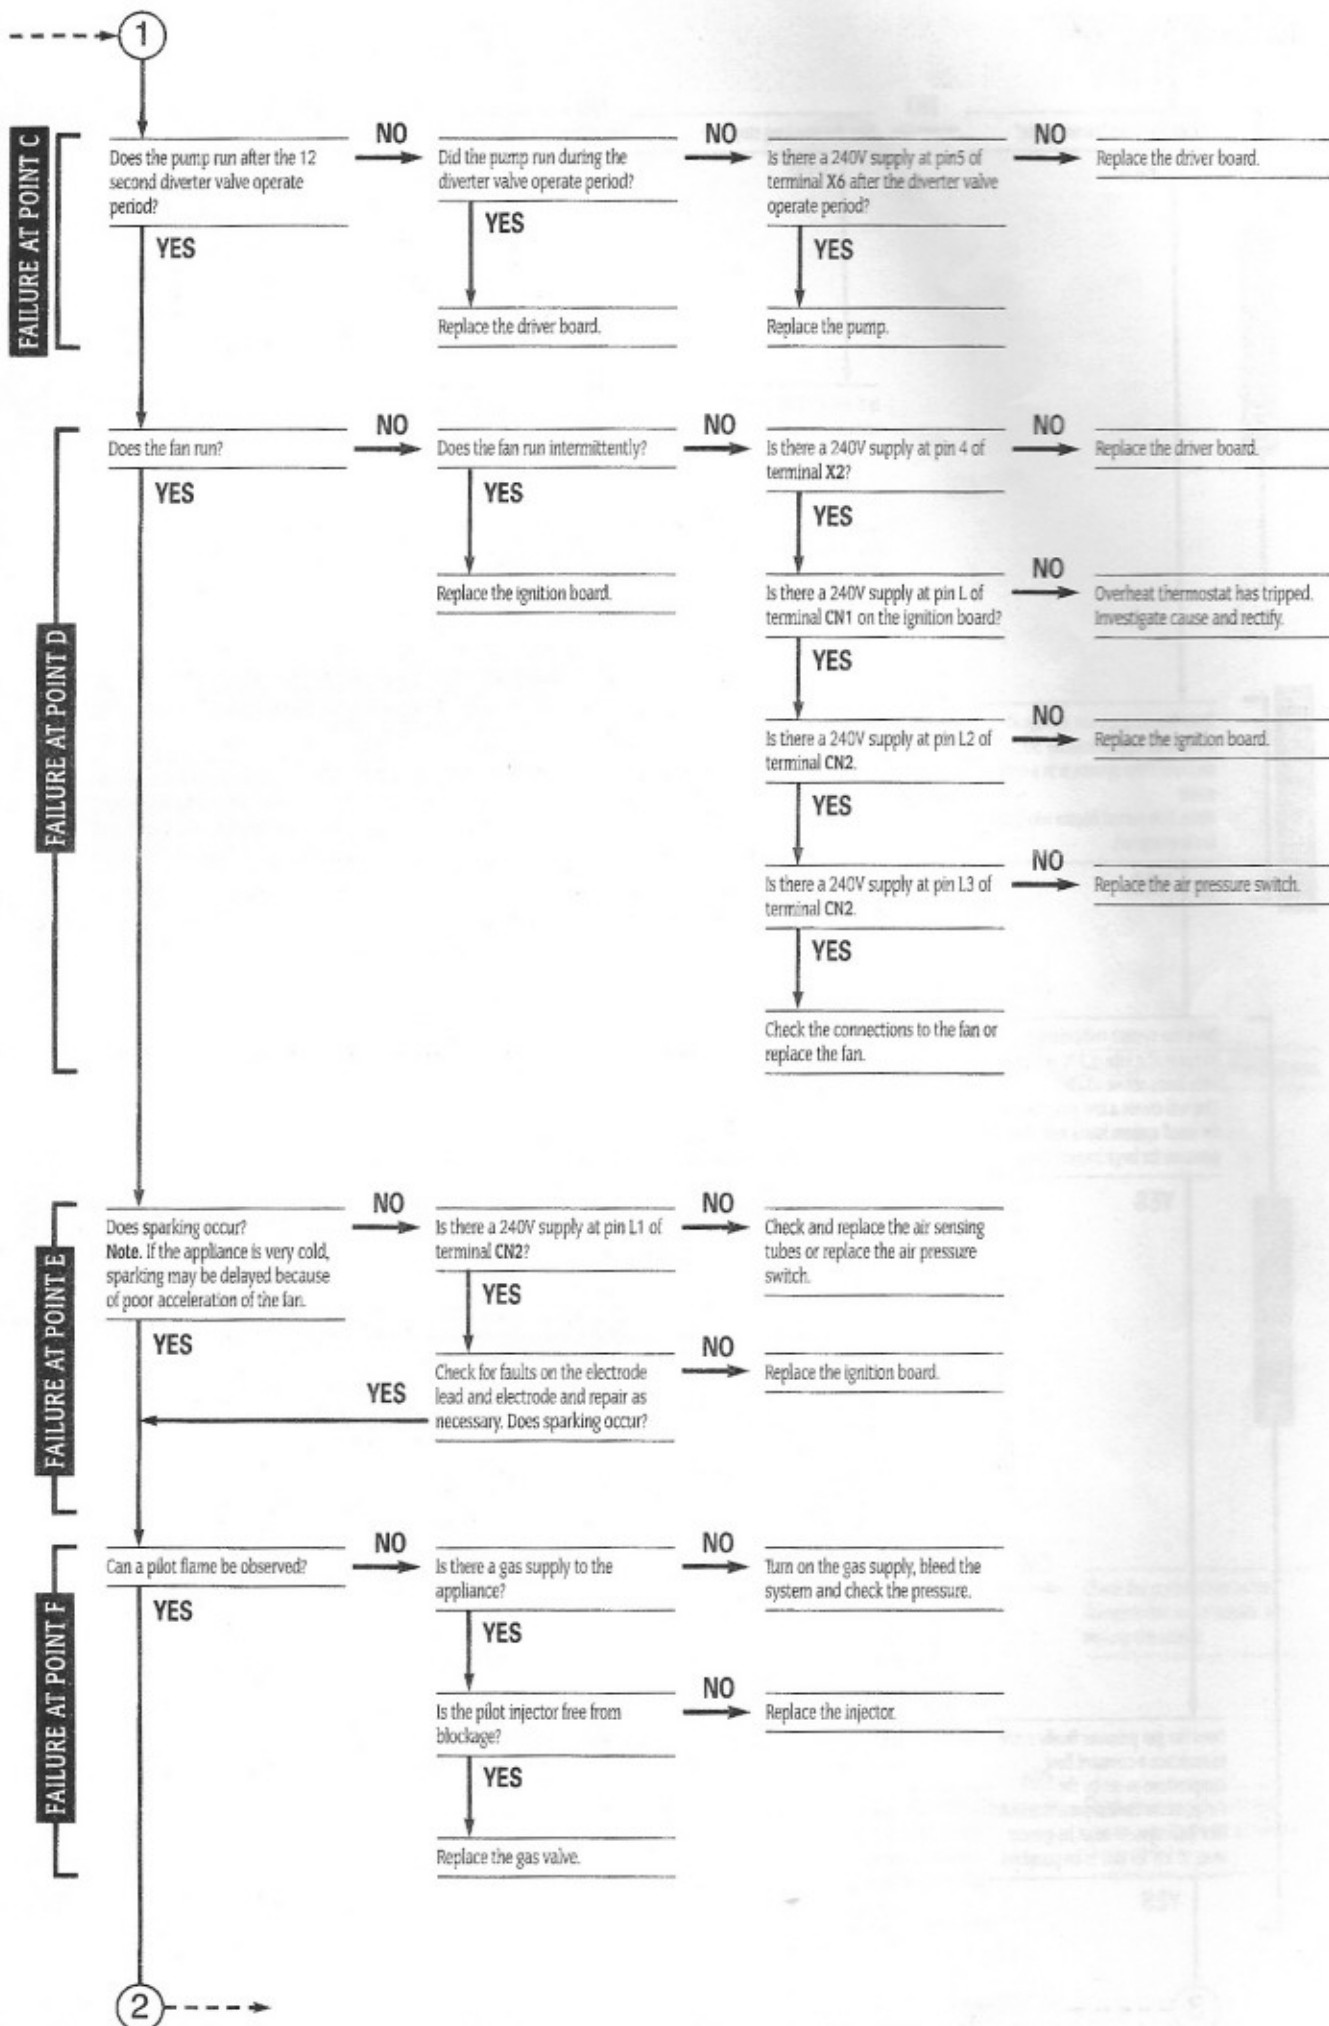 1
FAILURE AT POINT C
Does the pump run after the 12
second diverter valve operate
period?
NO
Did the pump run during the
diverter valve operate period?
NO
Is there a 240V supply at pin5 of
terminal X6 after the diverter valve
operate period?
NO
Replace the driver board.
YES
YES
YES
Replace the driver board.
Replace the pump.
FAILURE AT POINT D
Does the fan run?
NO
Does the fan run intermittently?
NO
Is there a 240V supply at pin 4 of
terminal X2?
NO
Replace the driver board.
YES
YES
YES
Replace the ignition board.
Is there a 240V supply at pin L of
terminal CN1 on the ignition board?
NO
Overheat thermostat has tripped.
Investigate cause and rectify.
YES
Is there a 240V supply at pin L2 of
terminal CN2.
NO
Replace the ignition board.
YES
Is there a 240V supply at pin L3 of
terminal CN2.
NO
Replace the air pressure switch.
YES
Check the connections to the fan or
replace the fan.
FAILURE AT POINT E
Does sparking occur?
Note. If the appliance is very cold,
sparking may be delayed because
of poor acceleration of the fan.
NO
Is there a 240V supply at pin L1 of
terminal CN2?
NO
Check and replace the air sensing
tubes or replace the air pressure
switch.
YES
YES
Check for faults on the electrode
lead and electrode and repair as
necessary. Does sparking occur?
NO
Replace the ignition board.
YES
FAILURE AT POINT F
Can a pilot flame be observed?
NO
Is there a gas supply to the
appliance?
NO
Turn on the gas supply, bleed the
system and check the pressure.
YES
YES
Is the pilot injector free from
blockage?
NO
Replace the injector.
YES
Replace the gas valve.
2